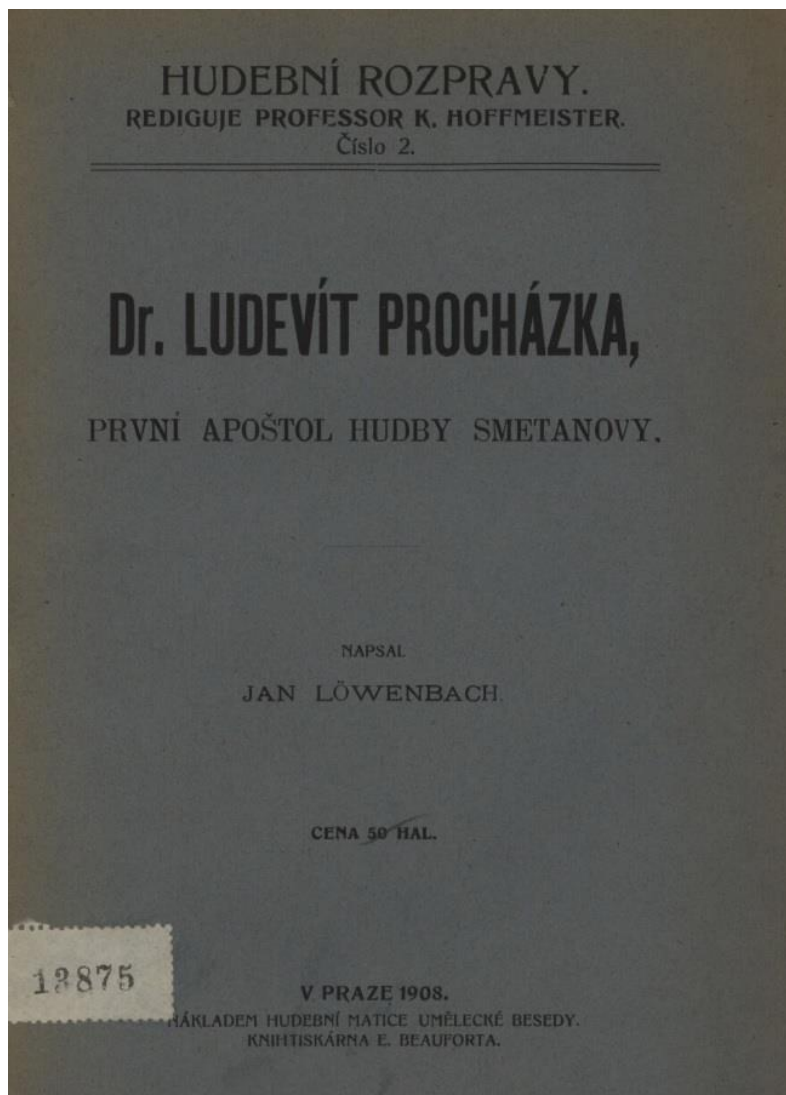 HUDEBNÍ ROZPRAVY.
REDIGUJE PROFESSOR K. HOFFMEISTER.
Číslo 2.
Dr. LUDEVÍT PROCHÁZKA,
PRVNÍ APOŠTOL HUDBY SMETANOVY.
NAPSAL
JAN LÖWENBACH.
CENA 50 HAL.
13875
V PRAZE 1908.
NÁKLADEM HUDEBNÍ MATICE UMĚLECKÉ BESEDY.
KNIHTISKÁRNA E. BEAUFORTA.